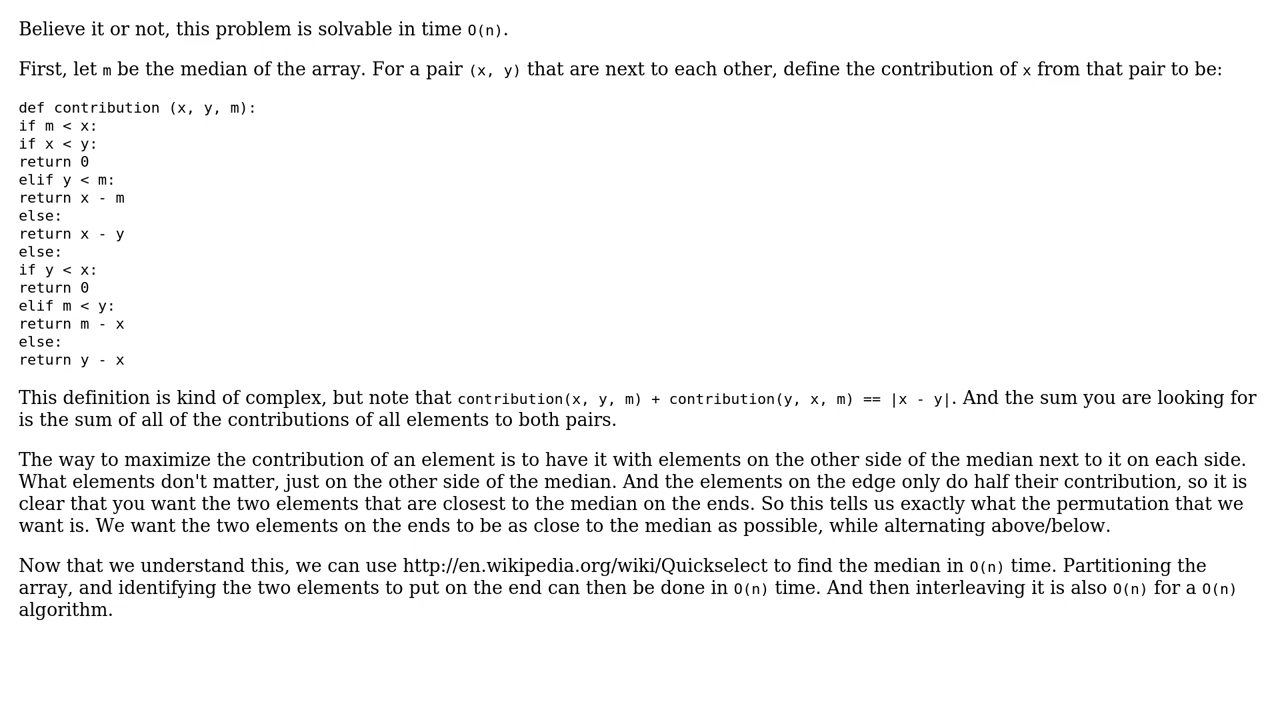 Believe it or not, this problem is solvable in time O(n).
First, let m be the median of the array. For a pair (x, y) that are next to each other, define the contribution of x from that pair to be:
def contribution (x, y, m):
if m < x:
if x < y:
return 0
elif y < m:
return x - m
else:
return x - y
else:
if y < x:
return 0
elif m < y:
return m - x
else:
return y - x
This definition is kind of complex, but note that contribution(x, y, m) + contribution(y, x, m) == |x - y|. And the sum you are looking for
is the sum of all of the contributions of all elements to both pairs.
The way to maximize the contribution of an element is to have it with elements on the other side of the median next to it on each side.
What elements don't matter, just on the other side of the median. And the elements on the edge only do half their contribution, so it is
clear that you want the two elements that are closest to the median on the ends. So this tells us exactly what the permutation that we
want is. We want the two elements on the ends to be as close to the median as possible, while alternating above/below.
Now that we understand this, we can use http://en.wikipedia.org/wiki/Quickselect to find the median in O(n) time. Partitioning the
array, and identifying the two elements to put on the end can then be done in O(n) time. And then interleaving it is also O(n) for a O(n)
algorithm.